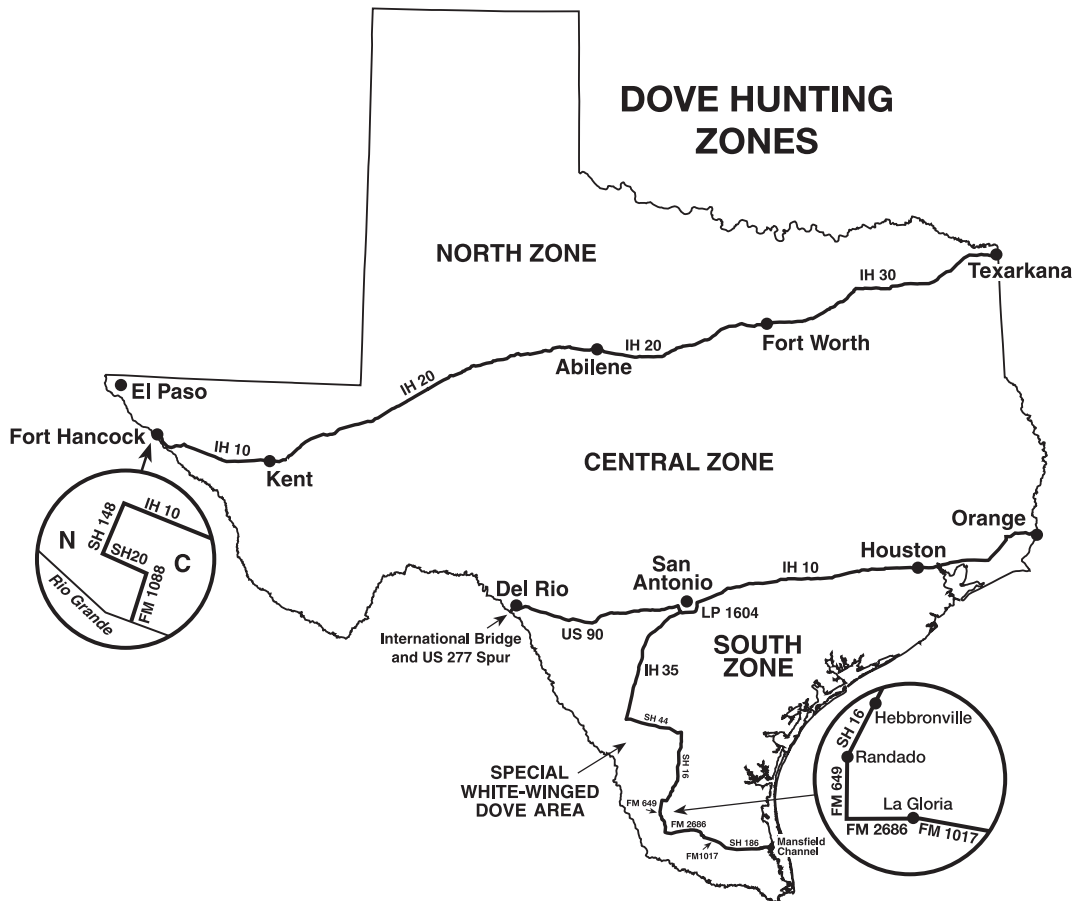 DOVE HUNTING
ZONES
NORTH ZONE
Texarkana
IH 30
Fort Worth
IH 20
Abilene
IH 20
El Paso
Fort Hancock
IH 10
Kent
CENTRAL ZONE
IH 10
SH 148
N
SH20
C
FM 1088
Rio Grande
Orange
Houston
IH 10
San
Antonio
LP 1604
Del Rio
US 90
International Bridge
and US 277 Spur
SOUTH
ZONE
IH 35
SH 44
SH 16
SPECIAL
WHITE-WINGED
DOVE AREA
FM 649
FM 2686
FM1017
SH 186
Mansfield
Channel
SH 16
Hebbronville
Randado
FM 649
La Gloria
FM 2686
FM 1017